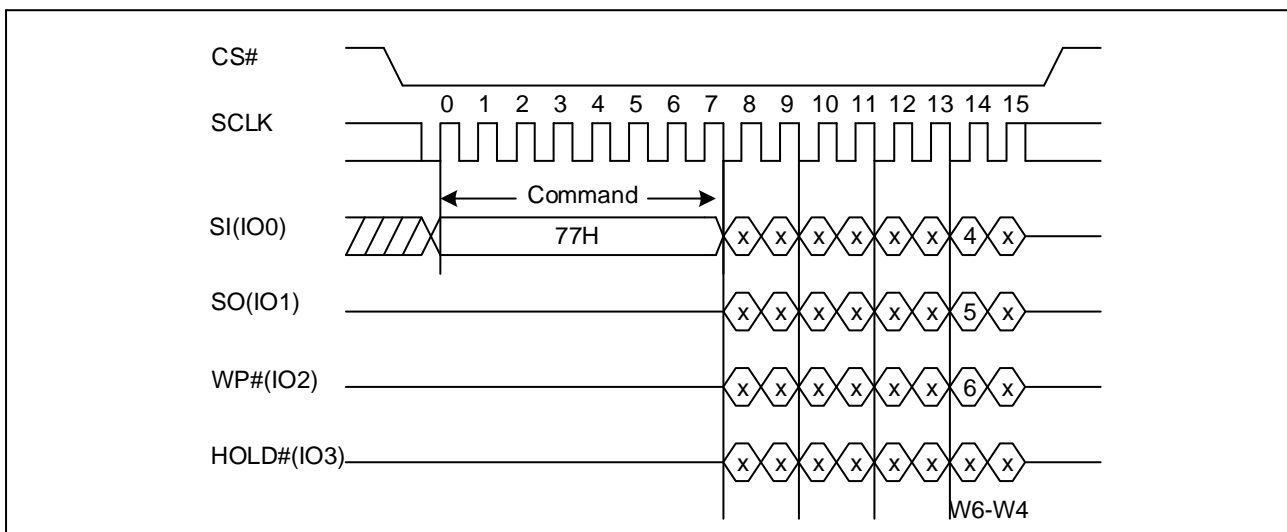 CS#
0 1 2 3 4 5 6 7 8 9 10 11 12 13 14 15
SCLK
Command
SI(IO0)
77H
x x x x x x 4 x
SO(IO1)
x x x x x x 5 x
WP#(IO2)
x x x x x x 6 x
HOLD#(IO3)
x x x x x x x x
W6-W4